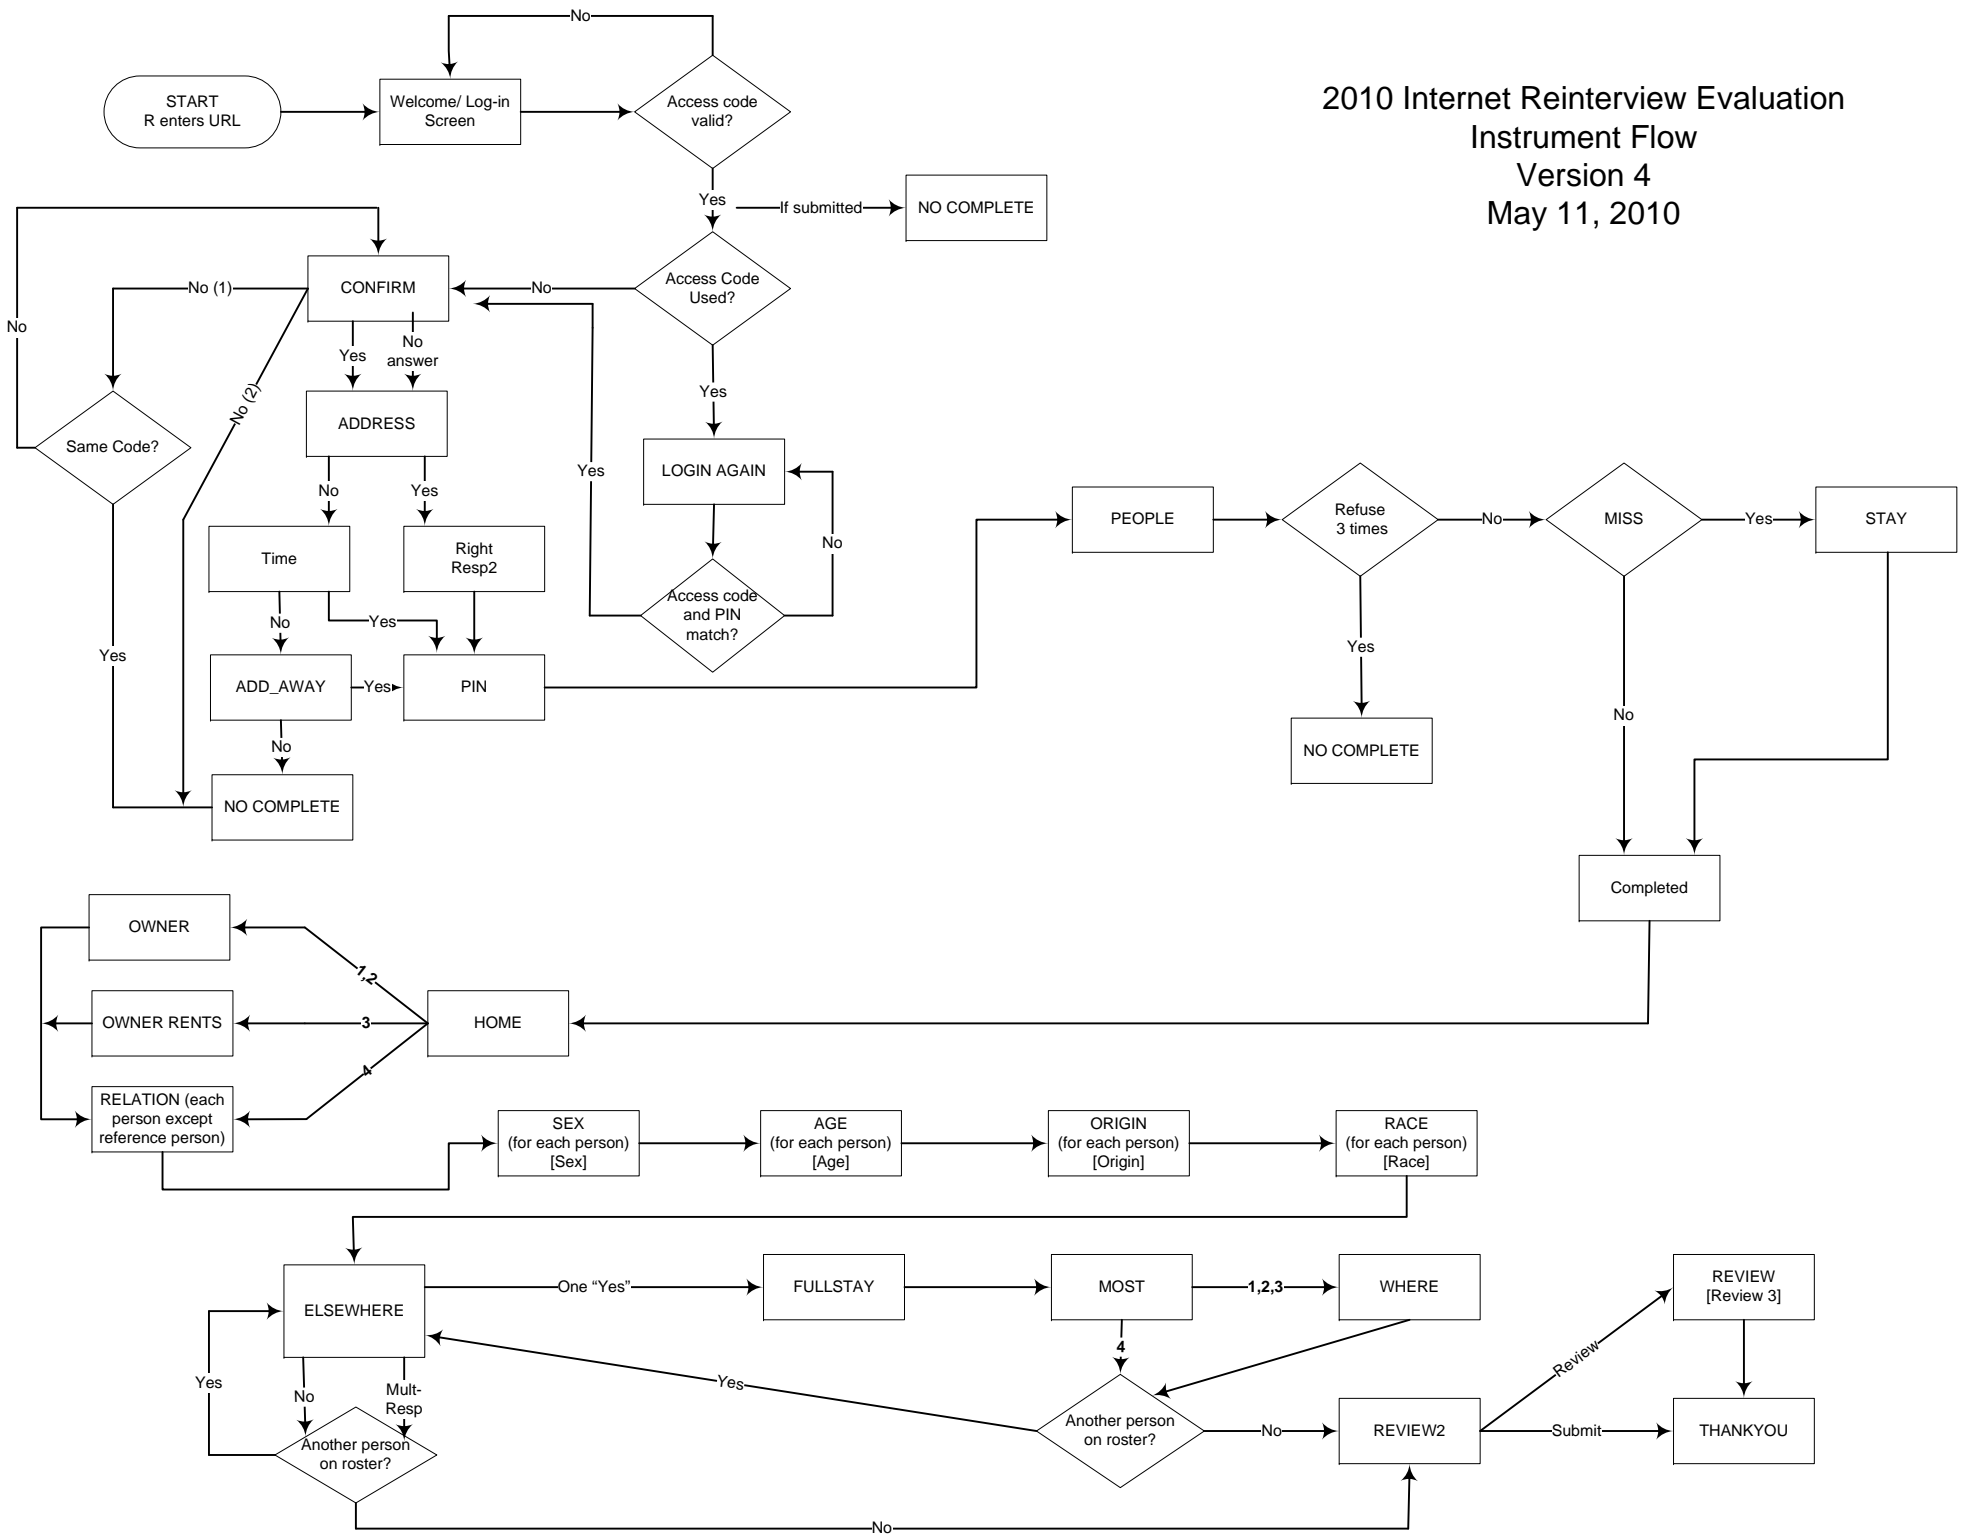 No
START
R enters URL
Welcome/ Log-in
Screen
Access code
valid?
2010 Internet Reinterview Evaluation
Instrument Flow
Version 4
May 11, 2010
Yes
If submitted
NO COMPLETE
No (1)
CONFIRM
No
Access Code
Used?
No
Yes
No
answer
No (2)
Yes
Same Code?
ADDRESS
Yes
LOGIN AGAIN
No
Yes
No
Time
Right
Resp2
Access code
and PIN
match?
PEOPLE
Refuse
3 times
No
MISS
Yes
STAY
No
Yes
Yes
ADD_AWAY
Yes
PIN
Yes
No
No
NO COMPLETE
NO COMPLETE
Completed
OWNER
1,2
OWNER RENTS
3
HOME
4
RELATION (each
person except
reference person)
SEX
(for each person)
[Sex]
AGE
(for each person)
[Age]
ORIGIN
(for each person)
[Origin]
RACE
(for each person)
[Race]
ELSEWHERE
One “Yes”
FULLSTAY
MOST
1,2,3
WHERE
REVIEW
[Review 3]
4
Yes
No
Mult-
Resp
Yes
Review
Another person
on roster?
Another person
on roster?
No
REVIEW2
Submit
THANKYOU
No